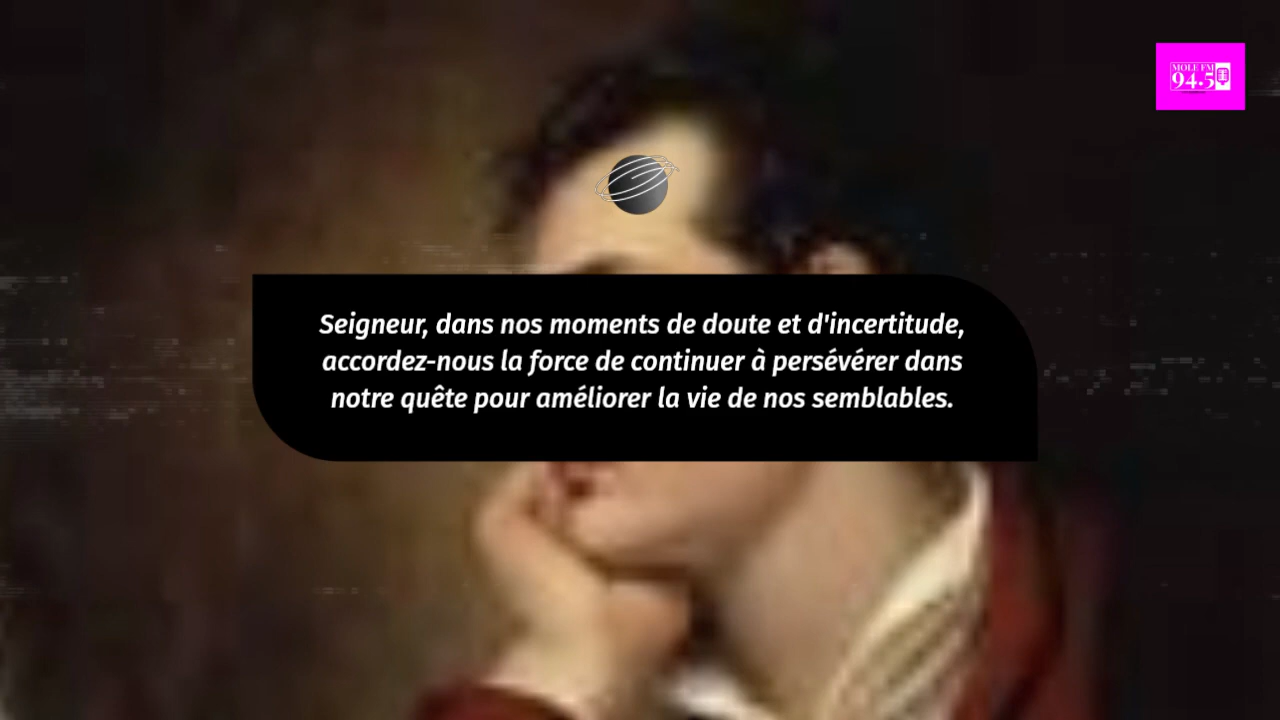 MOLE FM
94.5
Seigneur, dans nos moments de doute et d'incertitude,
accordez-nous la force de continuer à persévérer dans
notre quête pour améliorer la vie de nos semblables.